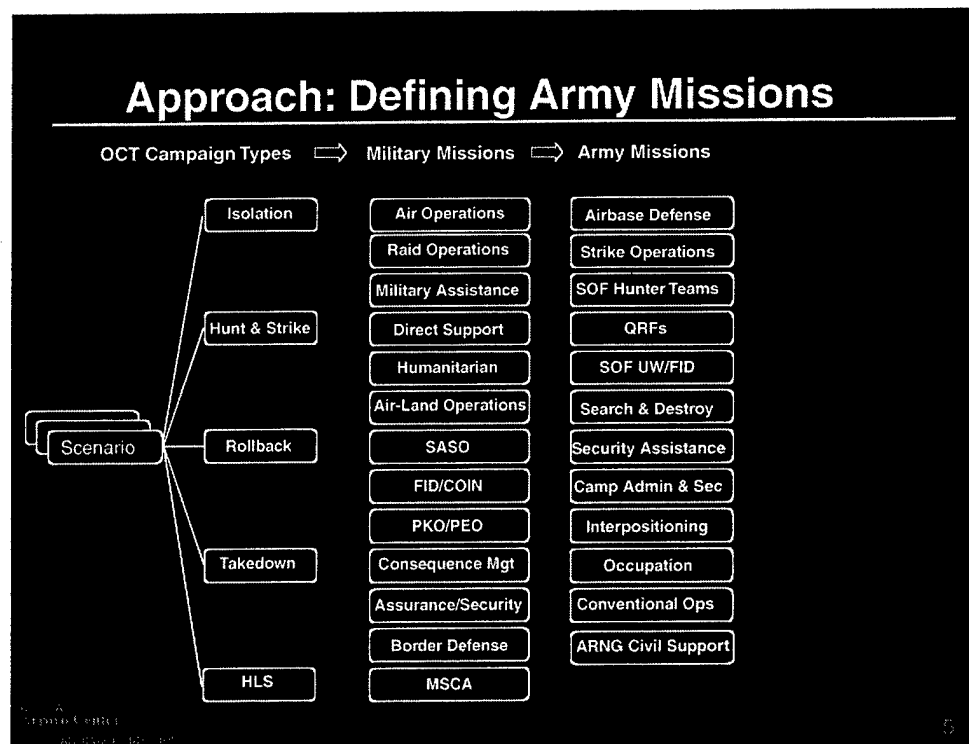 Approach: Defining Army Missions
OCT Campaign Types
Military Missions
Army Missions
Scenario
Isolation
Hunt & Strike
Rollback
Takedown
HLS
Air Operations
Raid Operations
Military Assistance
Direct Support
Humanitarian
Air-Land Operations
SASO
FID/COIN
PKO/PEO
Consequence Mgt
Assurance/Security
Border Defense
MSCA
Airbase Defense
Strike Operations
SOF Hunter Teams
QRFs
SOF UW/FID
Search & Destroy
Security Assistance
Camp Admin & Sec
Interpositioning
Occupation
Conventional Ops
ARNG Civil Support
Center
5